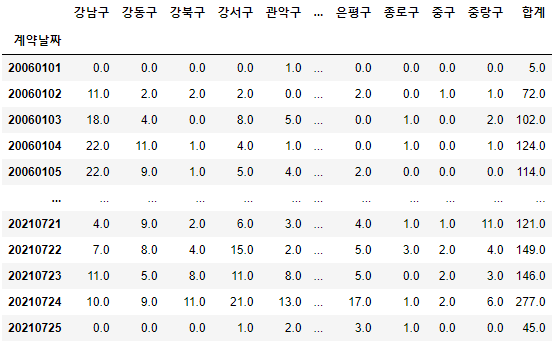 강남구 강동구 강북구 강서구 관악구 ... 은평구 종로구 중구 중랑구 합계
계약날짜
20060101 0.0 0.0 0.0 0.0 1.0 ... 0.0 0.0 0.0 0.0 5.0
20060102 11.0 2.0 2.0 2.0 0.0 ... 2.0 0.0 1.0 1.0 72.0
20060103 18.0 4.0 0.0 8.0 5.0 ... 0.0 1.0 0.0 2.0 102.0
20060104 22.0 11.0 1.0 4.0 1.0 ... 0.0 1.0 0.0 1.0 124.0
20060105 22.0 9.0 1.0 5.0 4.0 ... 2.0 0.0 0.0 0.0 114.0
... ... ... ... ... ... ... ... ... ... ... ...
20210721 4.0 9.0 2.0 6.0 3.0 ... 4.0 1.0 1.0 11.0 121.0
20210722 7.0 8.0 4.0 15.0 2.0 ... 5.0 3.0 2.0 4.0 149.0
20210723 11.0 5.0 8.0 11.0 8.0 ... 5.0 0.0 2.0 3.0 146.0
20210724 10.0 9.0 11.0 21.0 13.0 ... 17.0 1.0 2.0 6.0 277.0
20210725 0.0 0.0 0.0 1.0 2.0 ... 3.0 1.0 0.0 0.0 45.0